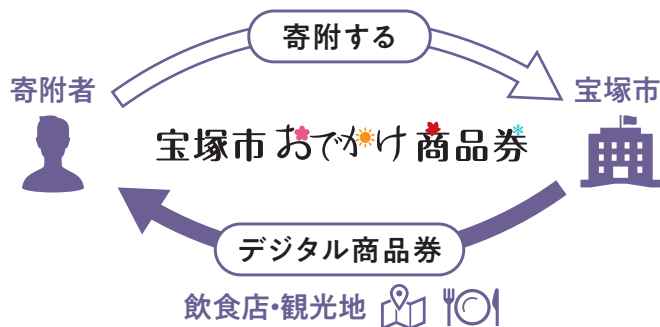 寄附する
寄附者
宝塚市
宝塚市おでかけ商品券
デジタル商品券
飲食店・観光地